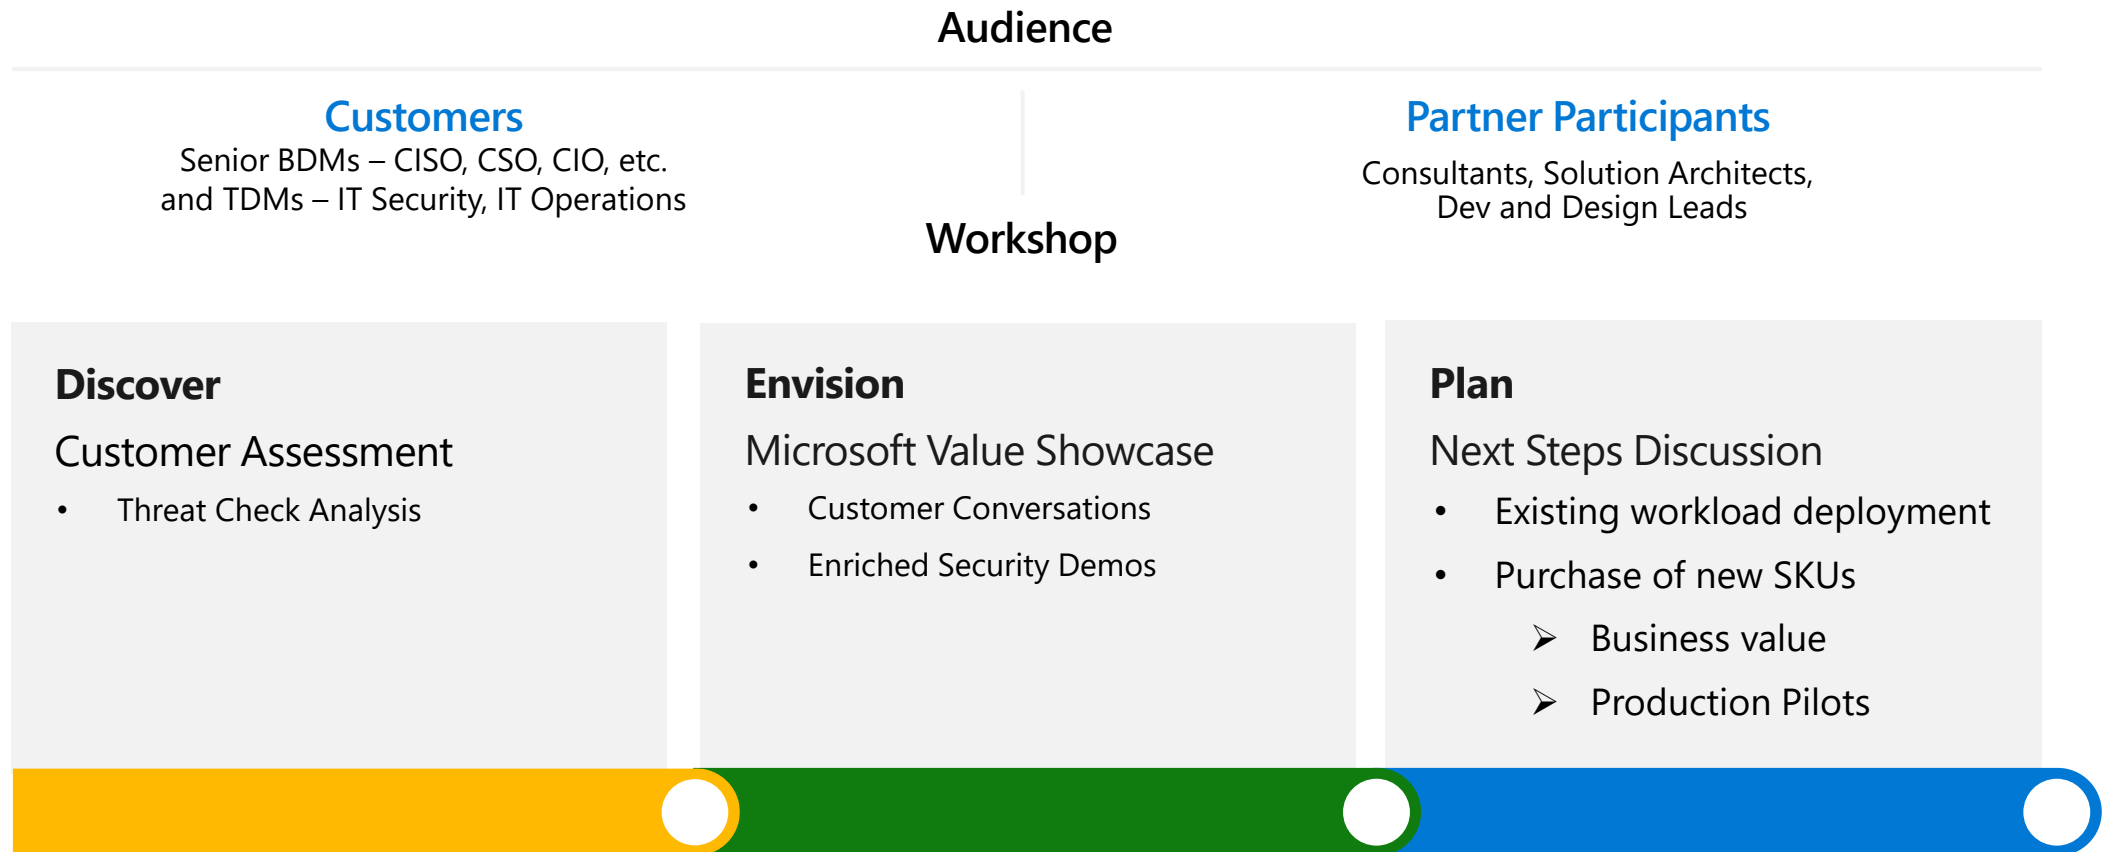 Audience
Customers
Senior BDMs – CISO, CSO, CIO, etc.
and TDMs – IT Security, IT Operations
Partner Participants
Consultants, Solution Architects,
Dev and Design Leads
Workshop
Discover
Customer Assessment
• Threat Check Analysis
Envision
Microsoft Value Showcase
• Customer Conversations
• Enriched Security Demos
Plan
Next Steps Discussion
• Existing workload deployment
• Purchase of new SKUs
➢ Business value
➢ Production Pilots